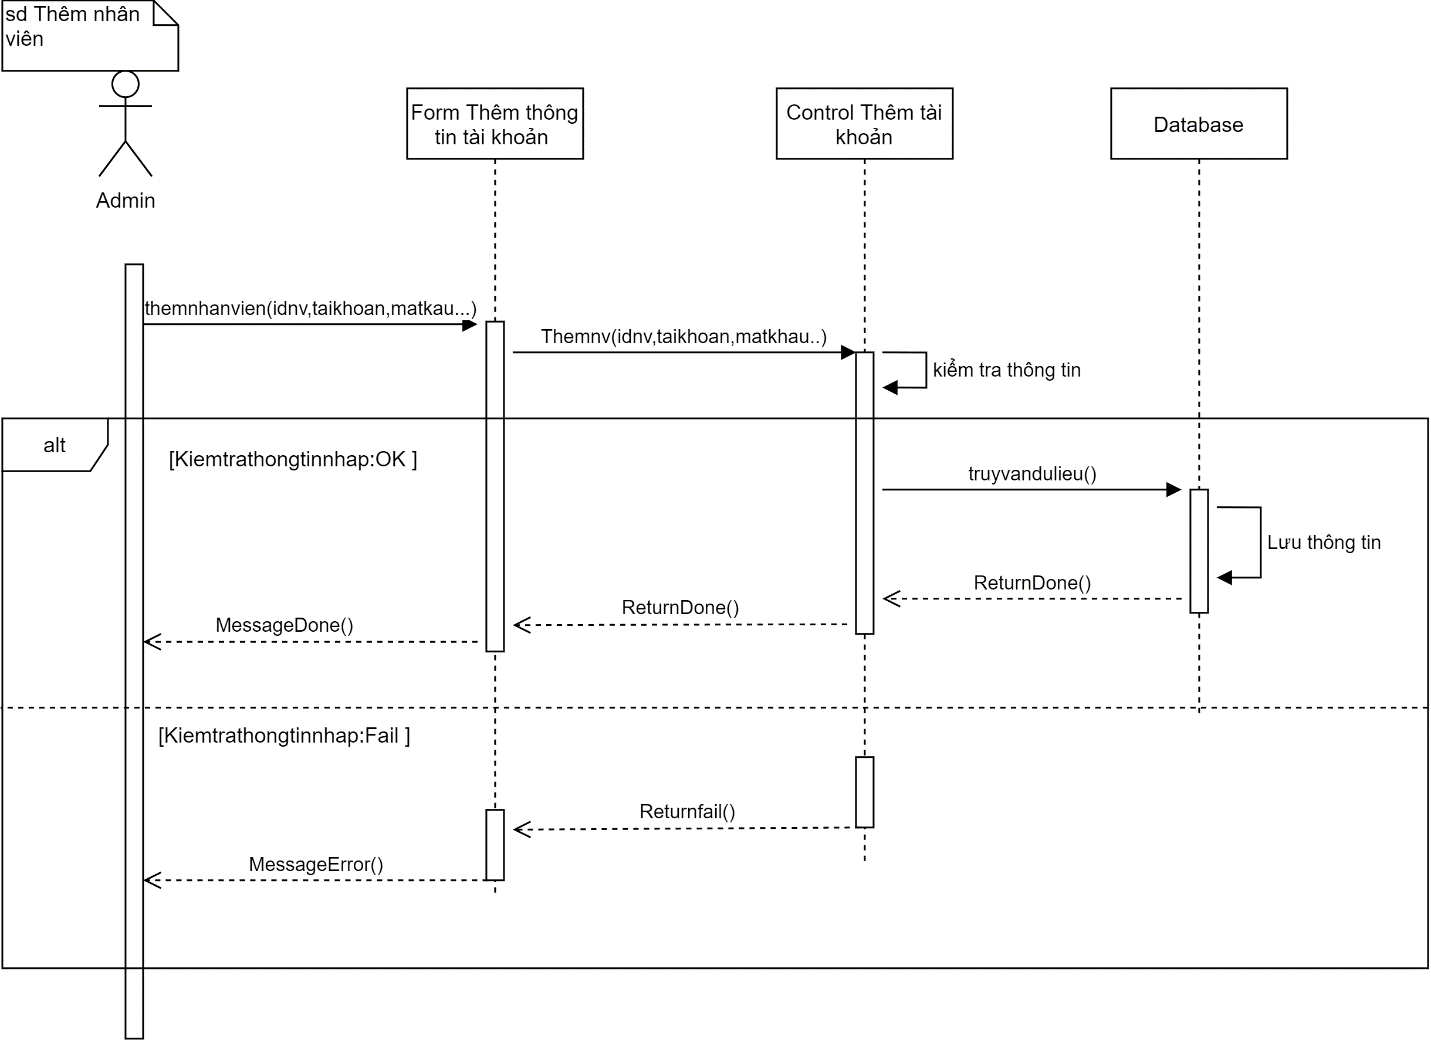 sd Thêm nhân
viên
Admin
Form Thêm thông
tin tài khoản
Control Thêm tài
khoản
Database
themnhanvien(idnv,taikhoan,matkau...)
Themnv(idnv,taikhoan,matkhau..)
kiểm tra thông tin
alt
[Kiemtrathongtinnhap:OK ]
truyvandulieu()
Lưu thông tin
ReturnDone()
ReturnDone()
MessageDone()
[Kiemtrathongtinnhap:Fail ]
Returnfail()
MessageError()